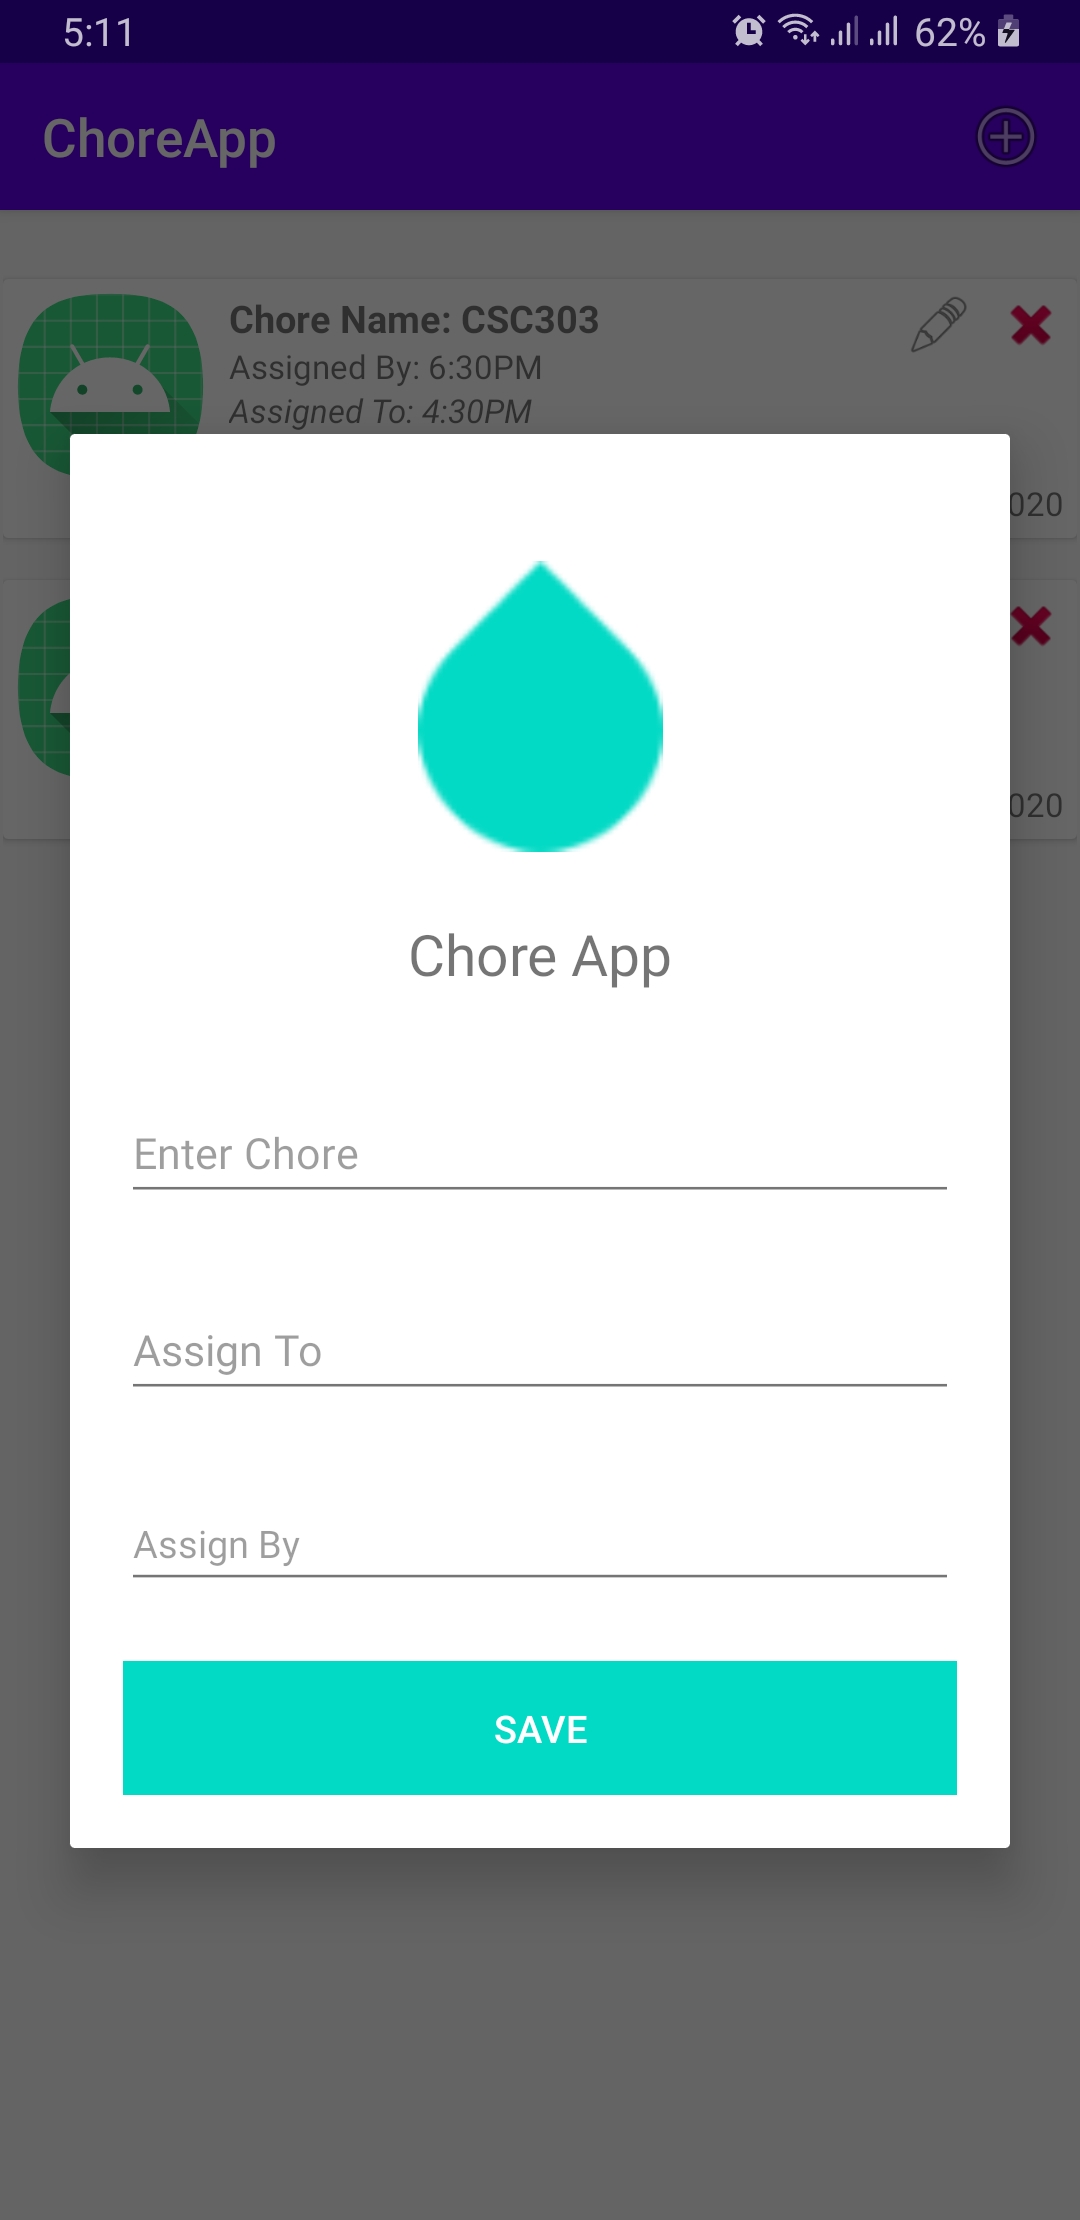 5:11
62%
ChoreApp
Chore Name: CSC303
Assigned By: 6:30PM
Assigned To: 4:30PM
020
020
Chore App
Enter Chore
Assign To
Assign By
SAVE